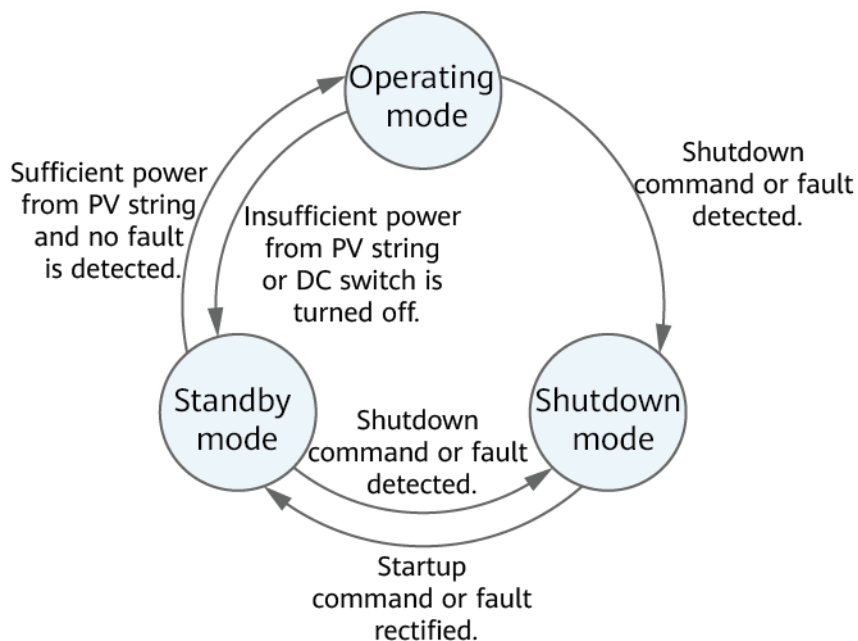 Operating
mode
Shutdown
command or fault
detected.
Sufficient power
from PV string
and no fault
is detected.
Insufficient power
from PV string
or DC switch is
turned off.
Standby
mode
Shutdown
mode
Shutdown
command or fault
detected.
Startup
command or fault
rectified.